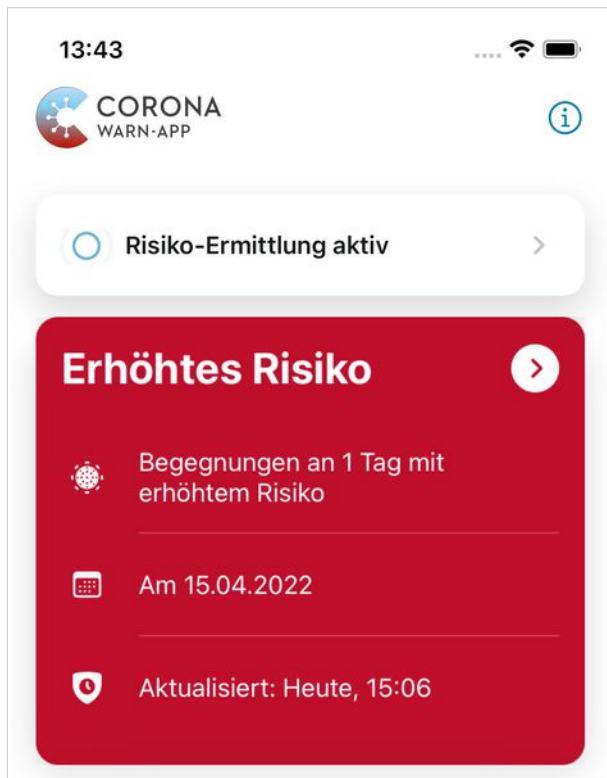 13:43
CORONA
WARN-APP
Risiko-Ermittlung aktiv
Erhöhtes Risiko
Begegnungen an 1 Tag mit
erhöhtem Risiko
Am 15.04.2022
Aktualisiert: Heute, 15:06